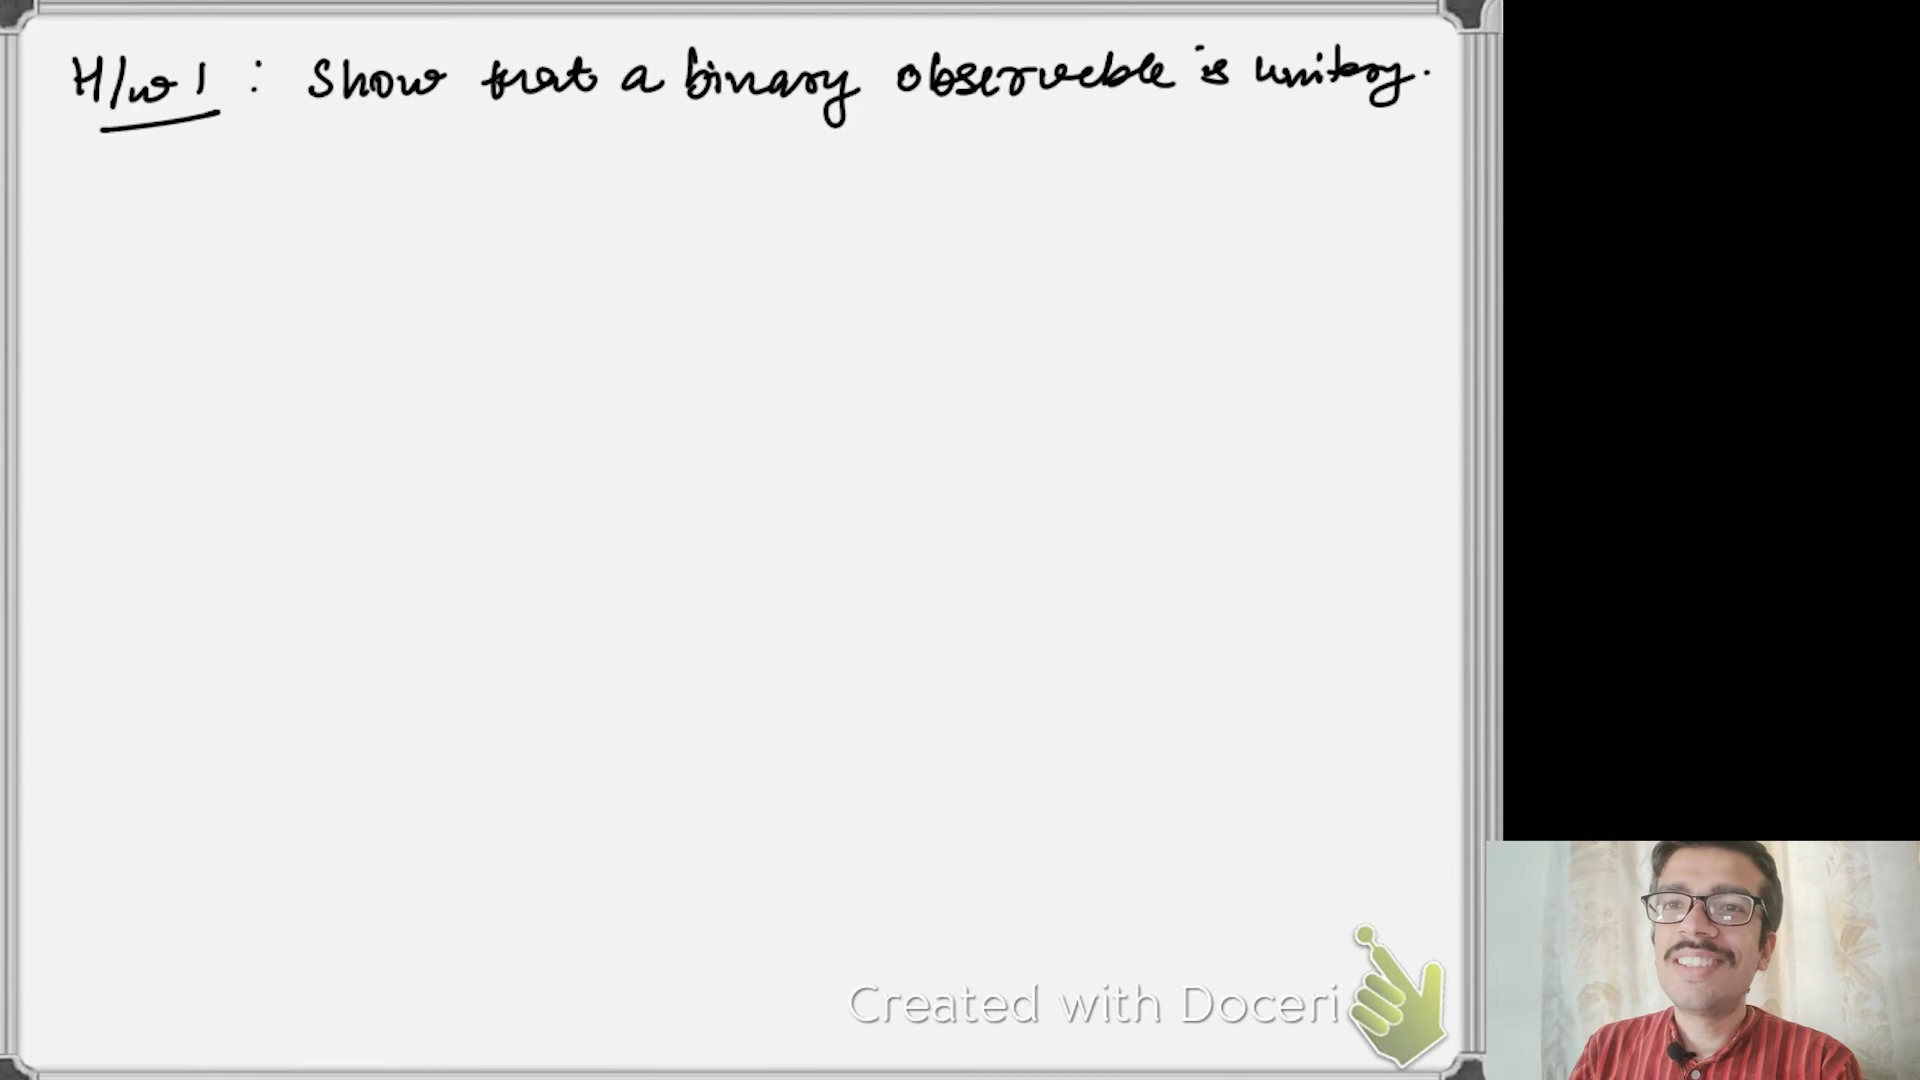 H/w 1 : Show that a binary observable is unitary.
Created with Doceri